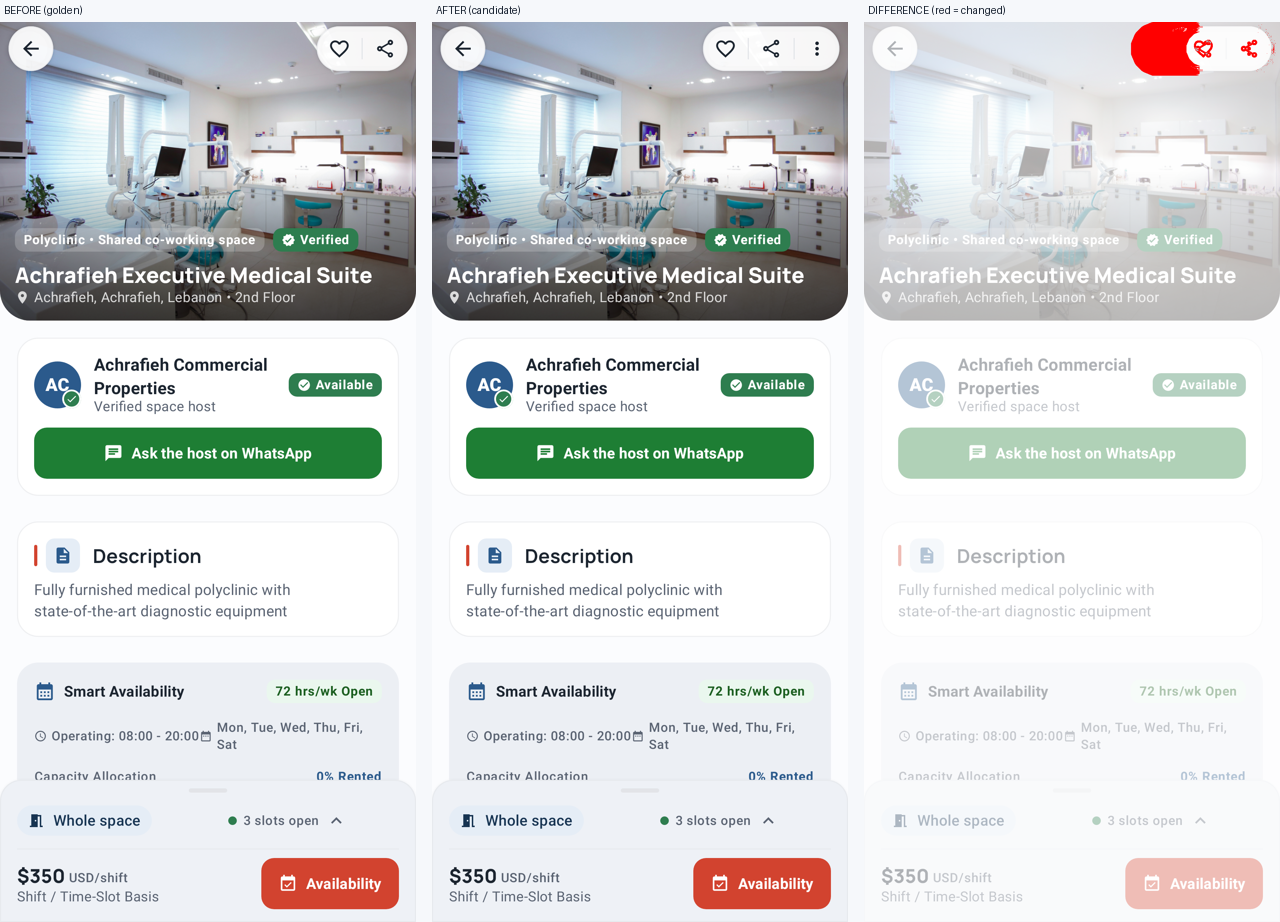 BEFORE (golden)
AFTER (candidate)
DIFFERENCE (red = changed)
Polyclinic • Shared co-working space
Verified
Achrafieh Executive Medical Suite
Achrafieh, Achrafieh, Lebanon • 2nd Floor
AC
Achrafieh Commercial
Properties
Verified space host
Available
Ask the host on WhatsApp
Description
Fully furnished medical polyclinic with
state-of-the-art diagnostic equipment
Smart Availability
72 hrs/wk Open
Operating: 08:00 - 20:00
Mon, Tue, Wed, Thu, Fri,
Sat
Capacity Allocation
0% Rented
Whole space
3 slots open
$350 USD/shift
Shift / Time-Slot Basis
Availability
Polyclinic • Shared co-working space
Verified
Achrafieh Executive Medical Suite
Achrafieh, Achrafieh, Lebanon • 2nd Floor
AC
Achrafieh Commercial
Properties
Verified space host
Available
Ask the host on WhatsApp
Description
Fully furnished medical polyclinic with
state-of-the-art diagnostic equipment
Smart Availability
72 hrs/wk Open
Operating: 08:00 - 20:00
Mon, Tue, Wed, Thu, Fri,
Sat
Capacity Allocation
0% Rented
Whole space
3 slots open
$350 USD/shift
Shift / Time-Slot Basis
Availability
Polyclinic • Shared co-working space
Verified
Achrafieh Executive Medical Suite
Achrafieh, Achrafieh, Lebanon • 2nd Floor
AC
Achrafieh Commercial
Properties
Verified space host
Available
Ask the host on WhatsApp
Description
Fully furnished medical polyclinic with
state-of-the-art diagnostic equipment
Smart Availability
72 hrs/wk Open
Operating: 08:00 - 20:00
Mon, Tue, Wed, Thu, Fri,
Sat
Capacity Allocation
0% Rented
Whole space
3 slots open
$350 USD/shift
Shift / Time-Slot Basis
Availability